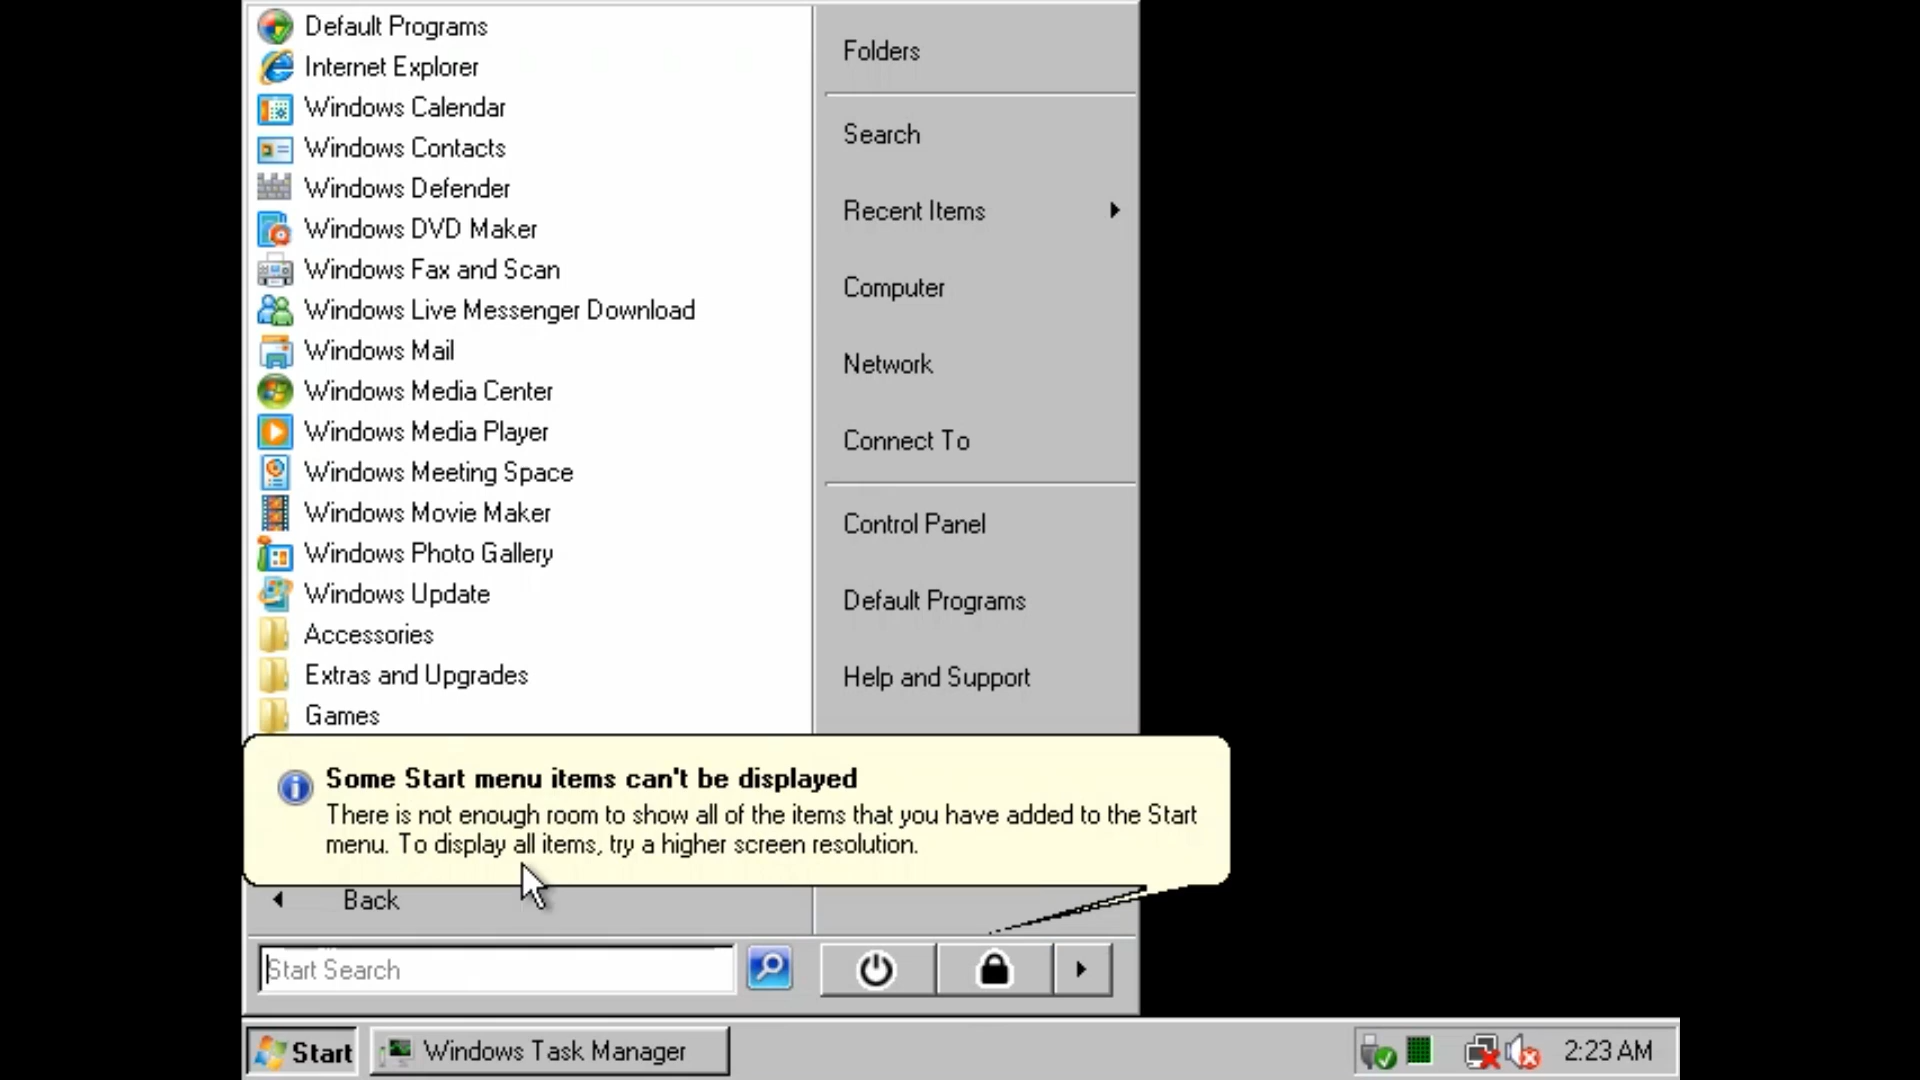 Default Programs
Internet Explorer
Windows Calendar
Windows Contacts
Windows Defender
Windows DVD Maker
Windows Fax and Scan
Windows Live Messenger Download
Windows Mail
Windows Media Center
Windows Media Player
Windows Meeting Space
Windows Movie Maker
Windows Photo Gallery
Windows Update
Accessories
Extras and Upgrades
Games
Folders
Search
Recent Items
Computer
Network
Connect To
Control Panel
Default Programs
Help and Support
Some Start menu items can't be displayed
There is not enough room to show all of the items that you have added to the Start
menu. To display all items, try a higher screen resolution.
Back
Start Search
Start
Windows Task Manager
2:23 AM